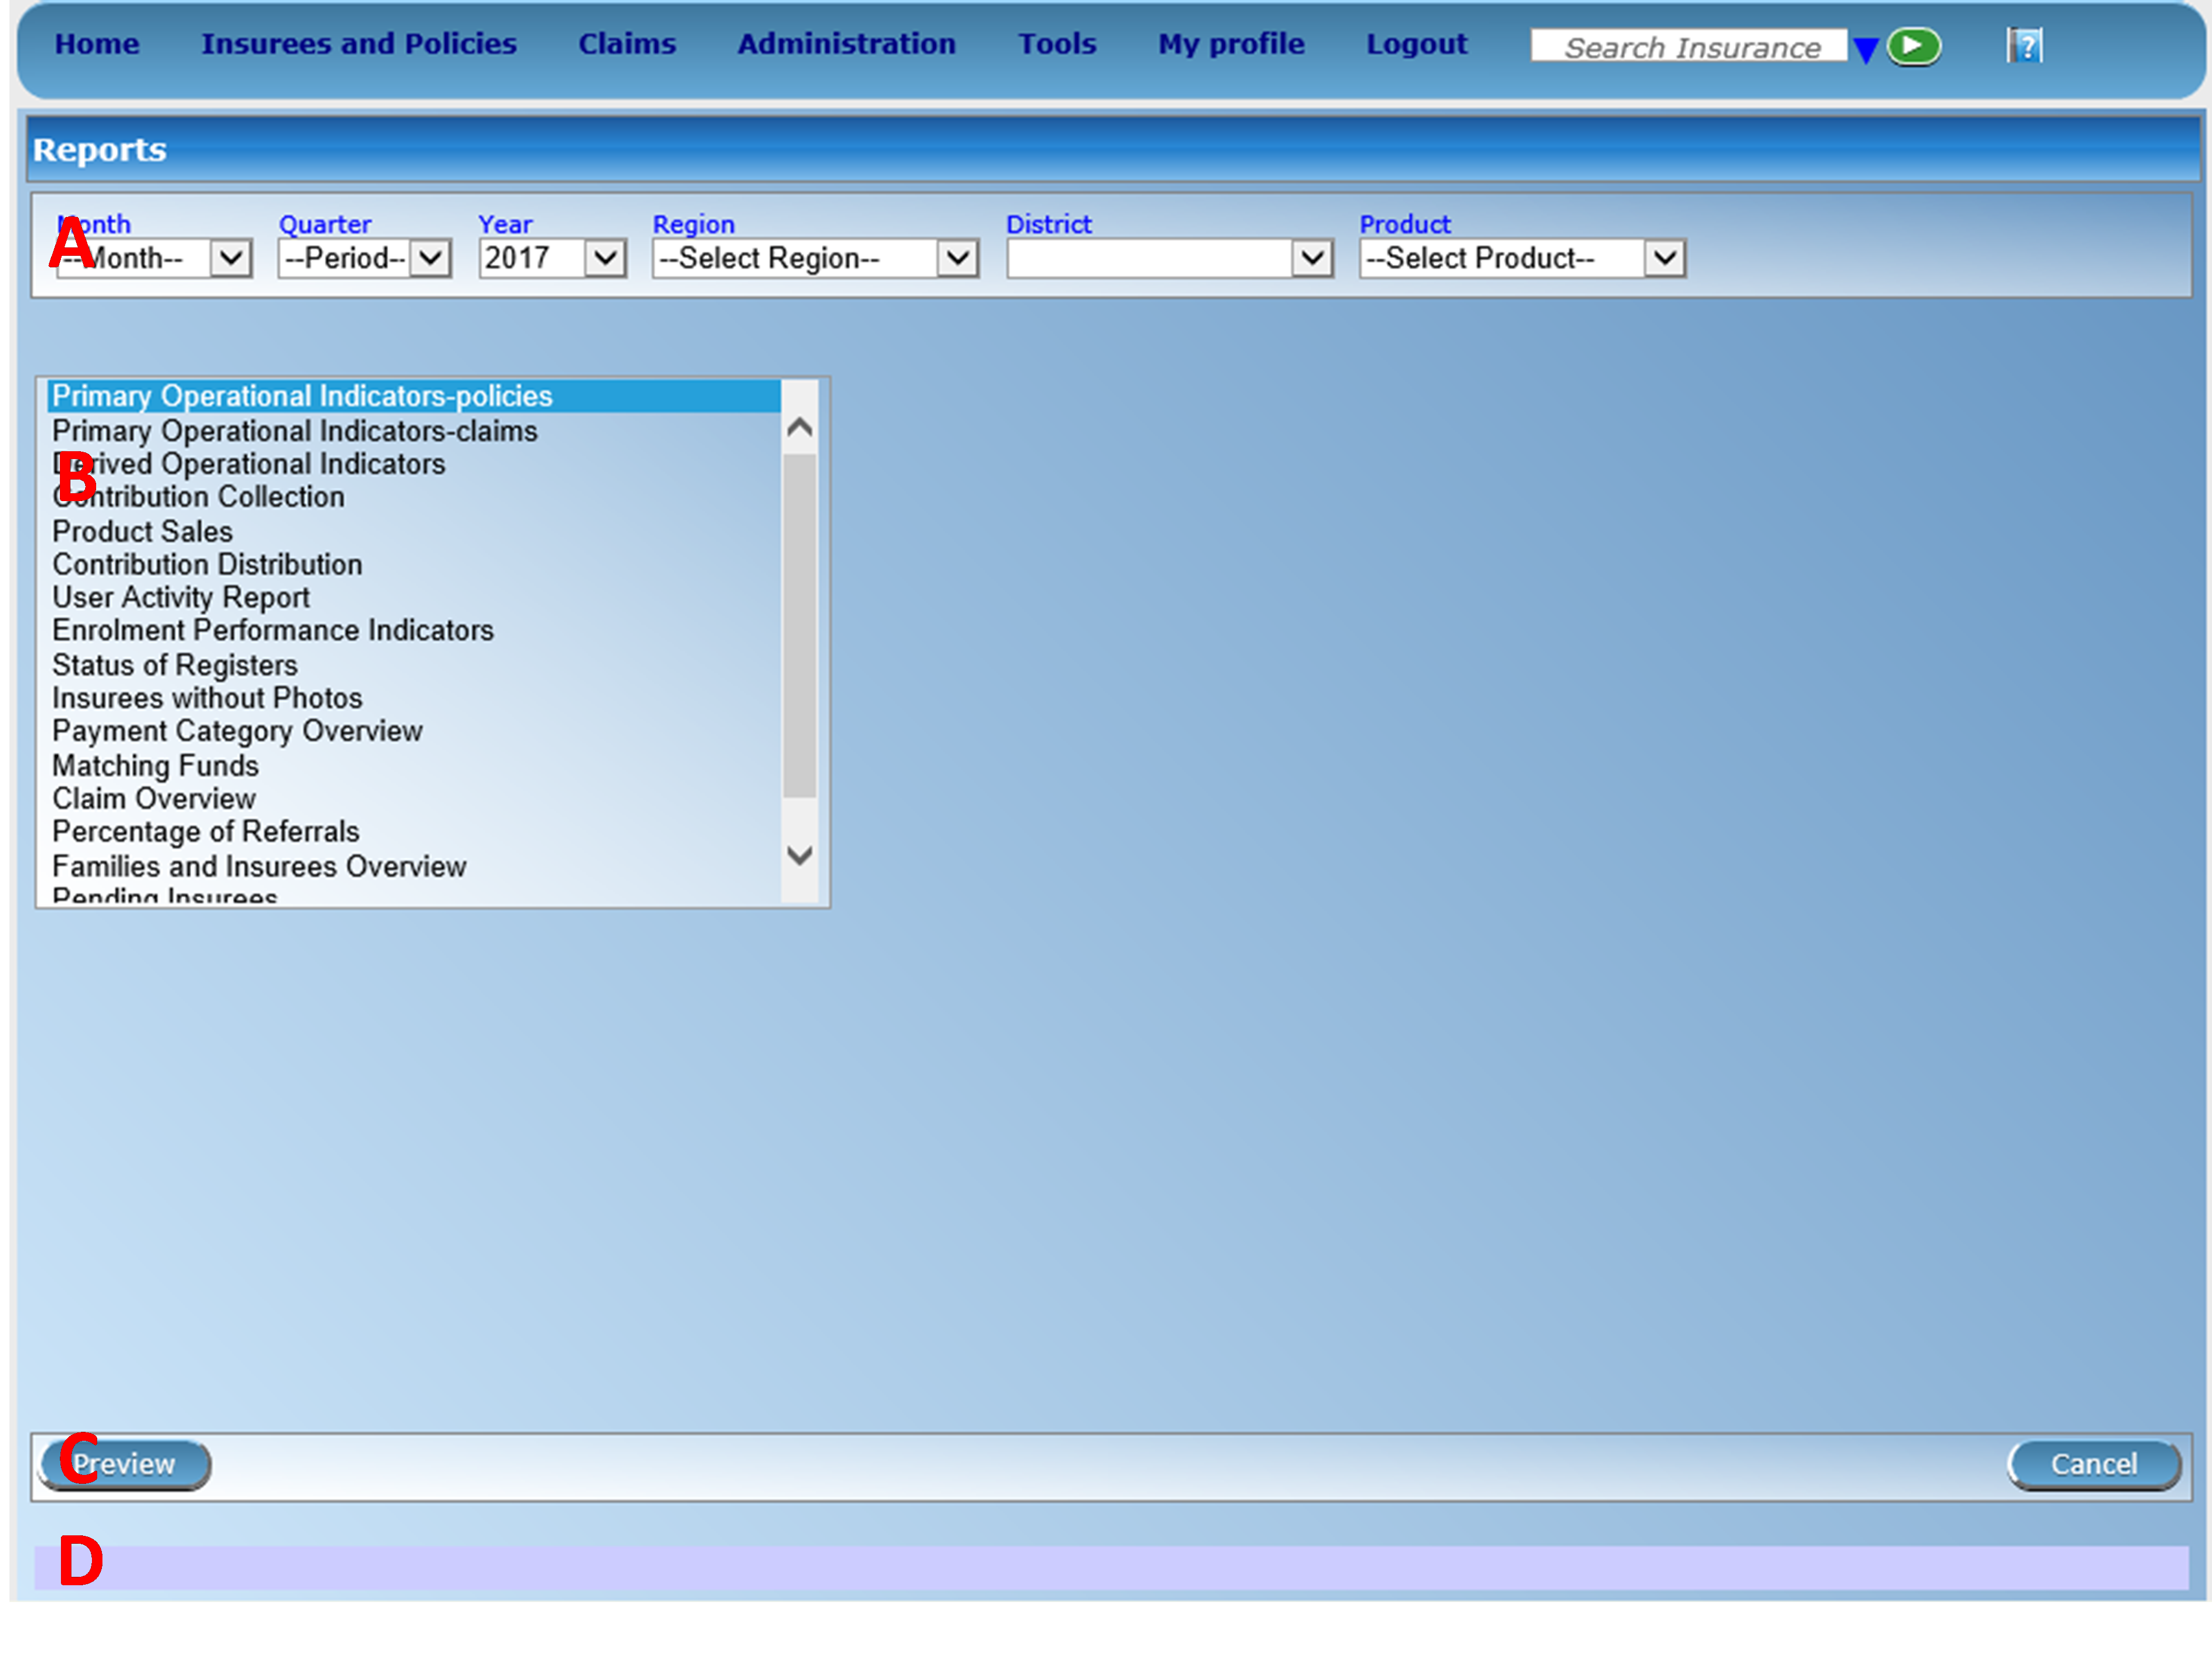 Home Insurees and Policies Claims Administration Tools My profile Logout Search Insurance ?
Reports
Month Quarter Year Region District Product
A
--Month-- --Period-- 2017 --Select Region-- --Select Product--
Primary Operational Indicators-policies
Primary Operational Indicators-claims
Derived Operational Indicators
B
Contribution Collection
Product Sales
Contribution Distribution
User Activity Report
Enrolment Performance Indicators
Status of Registers
Insurees without Photos
Payment Category Overview
Matching Funds
Claim Overview
Percentage of Referrals
Families and Insurees Overview
Pending Insurees
C
Preview Cancel
D